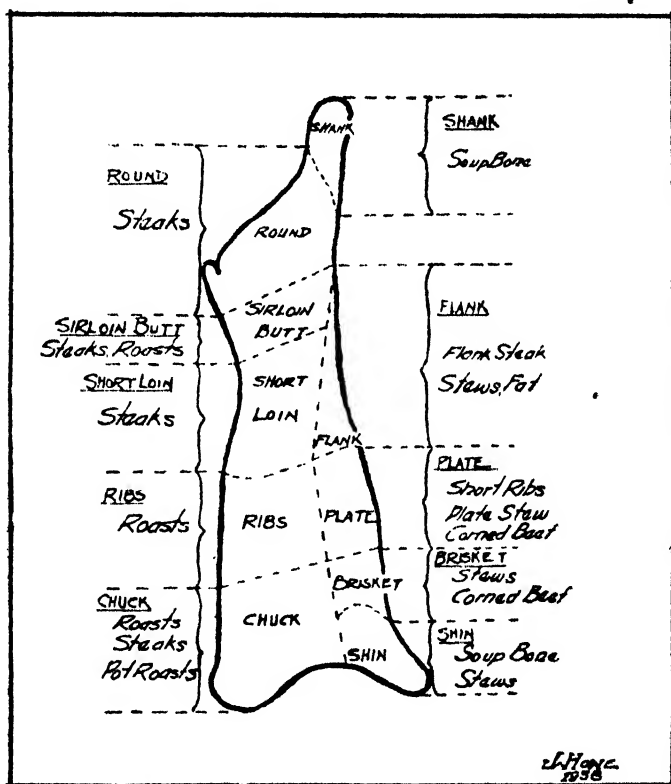 SHANK
Soup Bone
ROUND
Steaks
SIRLOIN BUTT
Steaks, Roasts
SHORT LOIN
Steaks
RIBS
Roasts
CHUCK
Roasts
Steaks
Pot Roasts
SHANK
ROUND
SIRLOIN
BUTT
SHORT
LOIN
FLANK
RIBS
PLATE
BRISKET
CHUCK
SHIN
FLANK
Flank Steak
Stews, Fat
PLATE
Short Ribs
Plate Stew
Corned Beef
BRISKET
Stews
Corned Beef
SHIN
Soup Bone
Stews